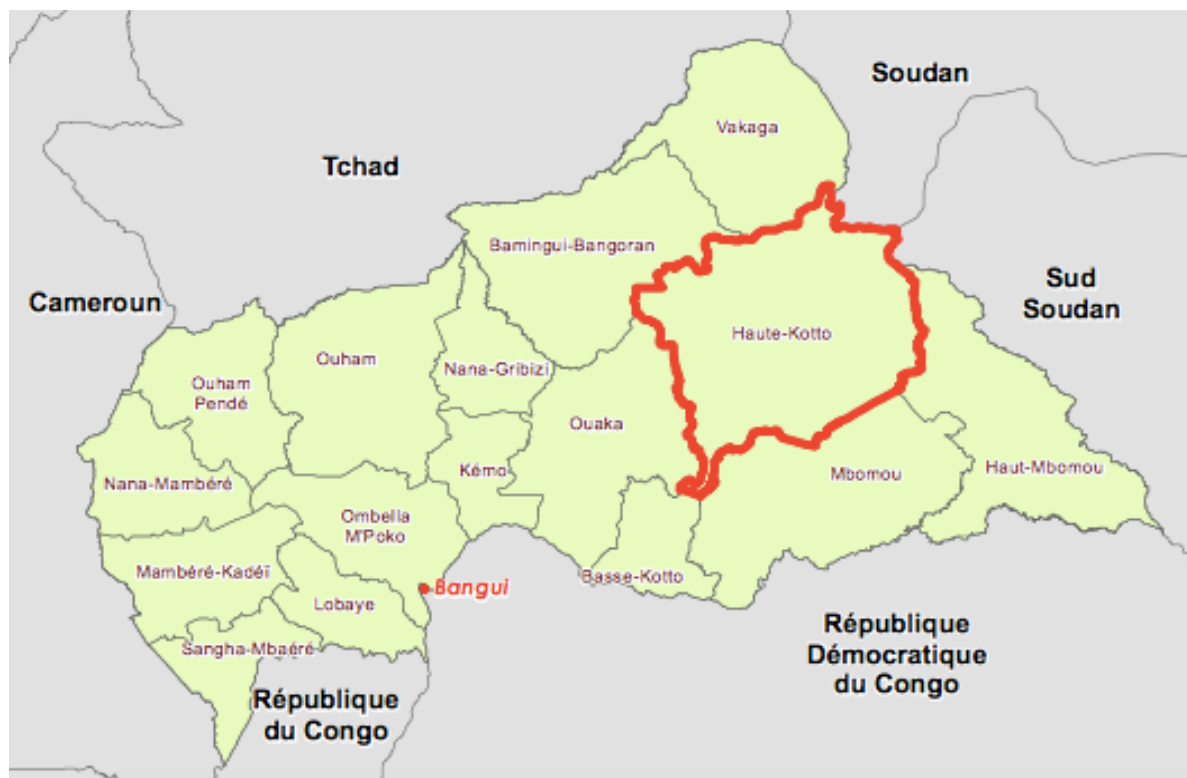 Soudan
Vakaga
Tchad
Bamingui-Bangoran
Cameroun
Sud
Soudan
Haute-Kotto
Ouham
Nana-Gribizi
Ouham
Pendé
Ouaka
Kémo
Haut-Mbomou
Mbomou
Nana-Mambéré
Ombella
M'Poko
Mambéré-Kadéï
Basse-Kotto
Bangui
Lobaye
Sangha-Mbaéré
République
Démocratique
du Congo
République
du Congo